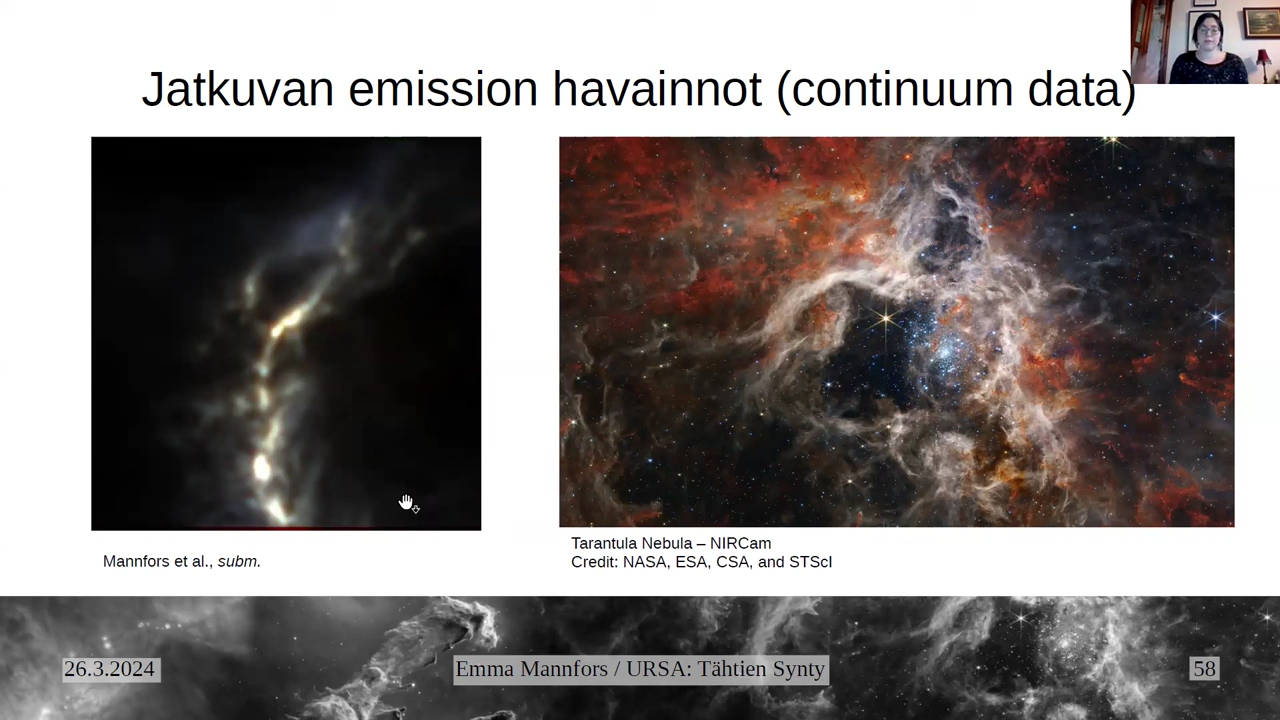 Jatkuvan emission havainnot (continuum data)
Mannfors et al., subm.
Tarantula Nebula – NIRCam
Credit: NASA, ESA, CSA, and STScI
26.3.2024
Emma Mannfors / URSA: Tähtien Synty
58